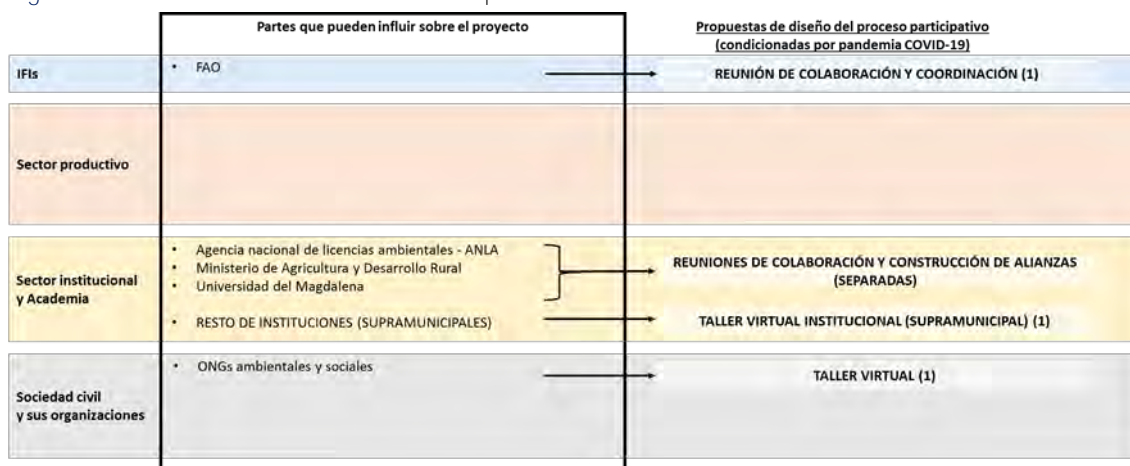 Partes que pueden influir sobre el proyecto
Propuestas de diseño del proceso participativo
(condicionadas por pandemia COVID-19)
IFIs
• FAO
REUNIÓN DE COLABORACIÓN Y COORDINACIÓN (1)
Sector productivo
Sector institucional
y Academia
• Agencia nacional de licencias ambientales - ANLA
• Ministerio de Agricultura y Desarrollo Rural
• Universidad del Magdalena
REUNIONES DE COLABORACIÓN Y CONSTRUCCIÓN DE ALIANZAS
(SEPARADAS)
• RESTO DE INSTITUCIONES (SUPRAMUNICIPALES)
TALLER VIRTUAL INSTITUCIONAL (SUPRAMUNICIPAL) (1)
Sociedad civil
y sus organizaciones
• ONGs ambientales y sociales
TALLER VIRTUAL (1)